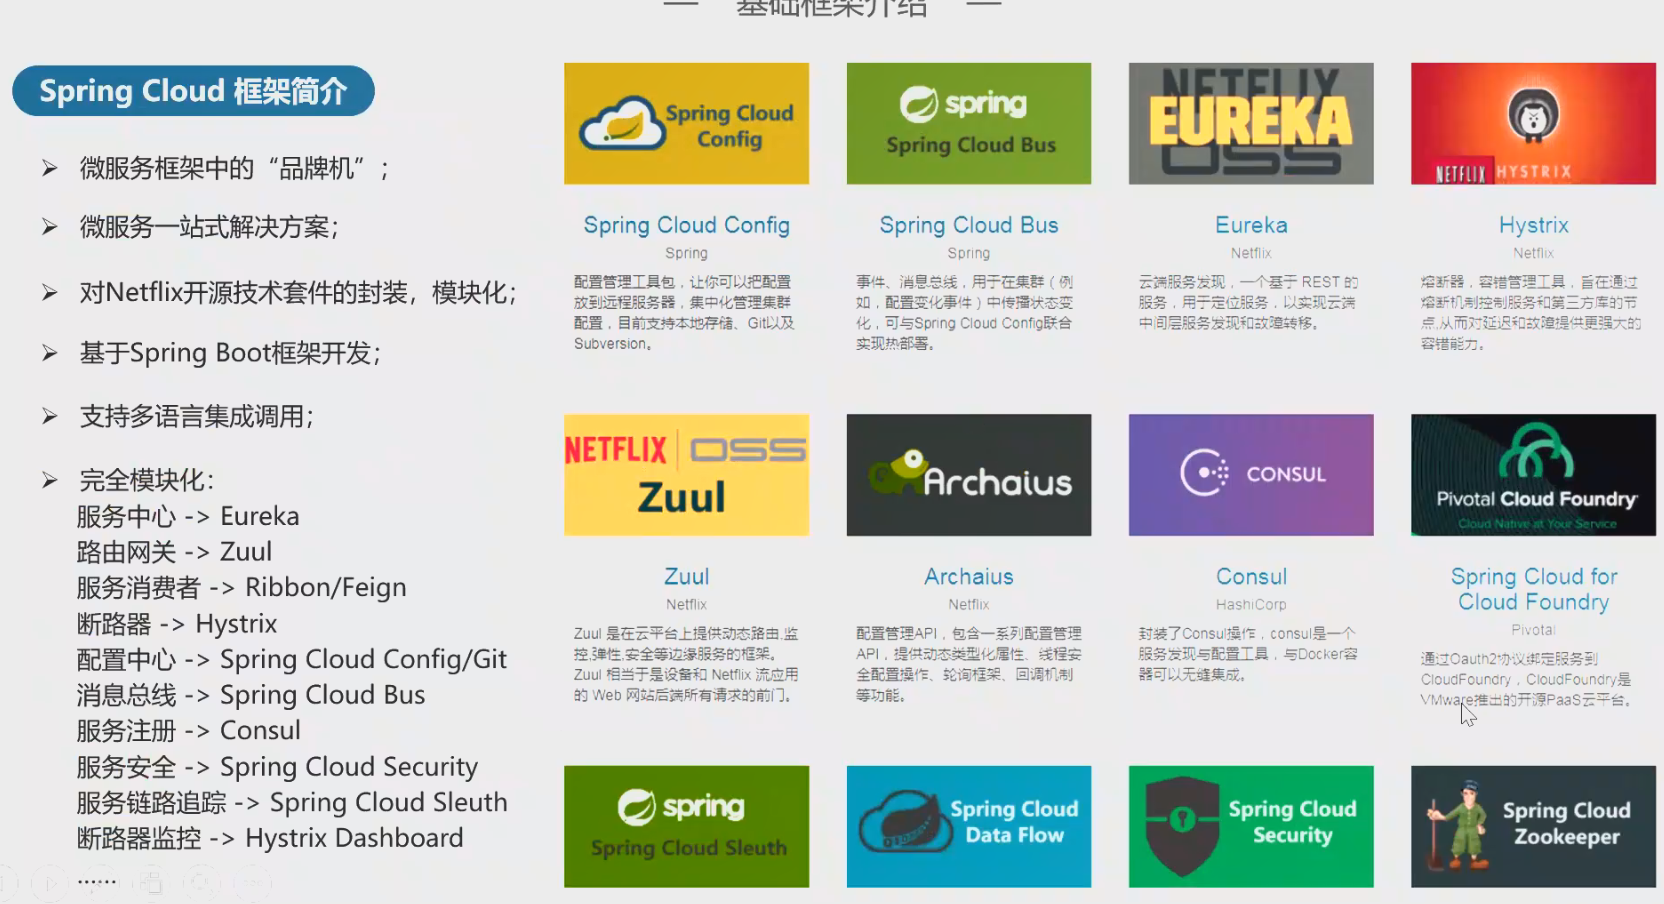 基础框架介绍
Spring Cloud 框架简介
微服务框架中的“品牌机”；
微服务一站式解决方案；
对Netflix开源技术套件的封装，模块化；
基于Spring Boot框架开发；
支持多语言集成调用；
完全模块化：
服务中心 -> Eureka
路由网关 -> Zuul
服务消费者 -> Ribbon/Feign
断路器 -> Hystrix
配置中心 -> Spring Cloud Config/Git
消息总线 -> Spring Cloud Bus
服务注册 -> Consul
服务安全 -> Spring Cloud Security
服务链路追踪 -> Spring Cloud Sleuth
断路器监控 -> Hystrix Dashboard
......
Spring Cloud
Config
Spring Cloud Config
Spring
配置管理工具包，让你可以把配置
放到远程服务器，集中化管理集群
配置，目前支持本地存储、Git以及
Subversion。
spring
Spring Cloud Bus
Spring Cloud Bus
Spring
事件、消息总线，用于在集群（例
如，配置变化事件）中传播状态变
化，可与Spring Cloud Config联合
实现热部署。
NETFLIX
EUREKA
OSS
Eureka
Netflix
云端服务发现，一个基于 REST 的
服务，用于定位服务，以实现云端
中间层服务发现和故障转移。
NETFLIX HYSTRIX
Hystrix
Netflix
熔断器，容错管理工具，旨在通过
熔断机制控制服务和第三方库的节
点,从而对延迟和故障提供更强大的
容错能力。
NETFLIX OSS
Zuul
Zuul
Netflix
Zuul 是在云平台上提供动态路由,监
控,弹性,安全等边缘服务的框架。
Zuul 相当于是设备和 Netflix 流应用
的 Web 网站后端所有请求的前门。
Archaius
Archaius
Netflix
配置管理API，包含一系列配置管理
API，提供动态类型化属性、线程安
全配置操作、轮询框架、回调机制
等功能。
CONSUL
Consul
HashiCorp
封装了Consul操作，consul是一个
服务发现与配置工具，与Docker容
器可以无缝集成。
Pivotal Cloud Foundry
Cloud Native at Your Service
Spring Cloud for
Cloud Foundry
Pivotal
通过Oauth2协议绑定服务到
CloudFoundry，CloudFoundry是
VMware推出的开源PaaS云平台。
spring
Spring Cloud Sleuth
Spring Cloud
Data Flow
Spring Cloud
Security
Spring Cloud
Zookeeper